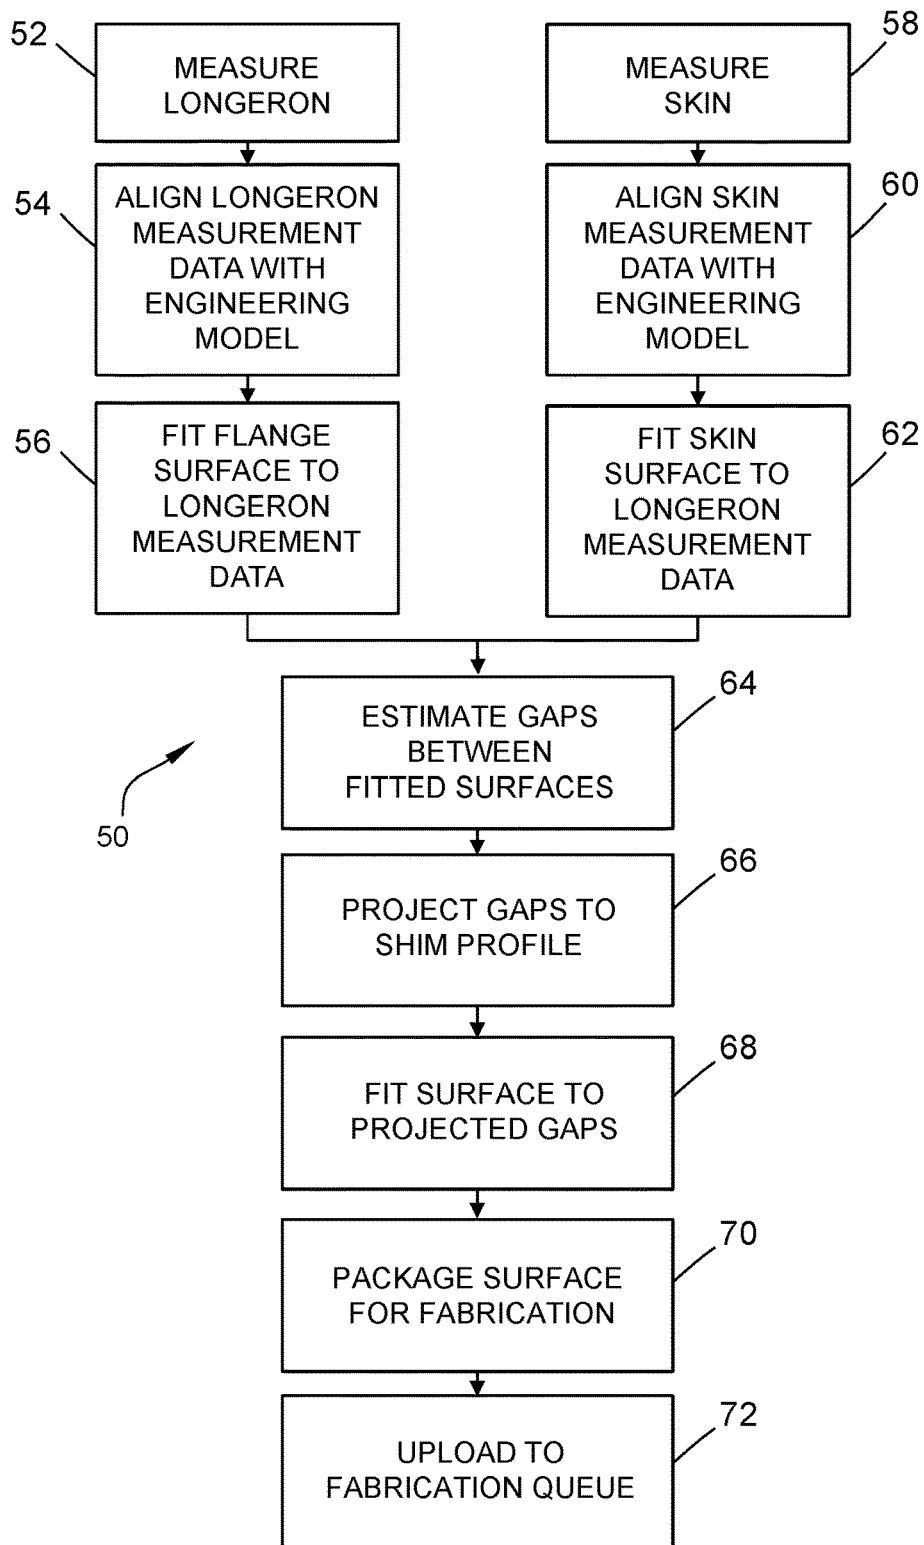 52
MEASURE
LONGERON
54
ALIGN LONGERON
MEASUREMENT
DATA WITH
ENGINEERING
MODEL
56
FIT FLANGE
SURFACE TO
LONGERON
MEASUREMENT
DATA
58
MEASURE
SKIN
60
ALIGN SKIN
MEASUREMENT
DATA WITH
ENGINEERING
MODEL
62
FIT SKIN
SURFACE TO
LONGERON
MEASUREMENT
DATA
64
ESTIMATE GAPS
BETWEEN
FITTED SURFACES
50
66
PROJECT GAPS TO
SHIM PROFILE
68
FIT SURFACE TO
PROJECTED GAPS
70
PACKAGE SURFACE
FOR FABRICATION
72
UPLOAD TO
FABRICATION QUEUE